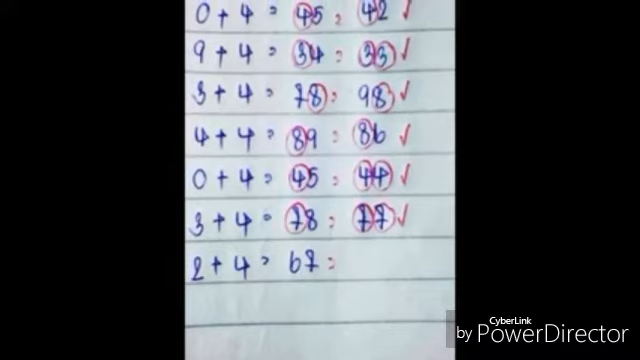 0 + 4 = 45 = 42 ✓
9 + 4 = 34 = 33 ✓
3 + 4 = 78 = 98 ✓
4 + 4 = 89 = 86 ✓
0 + 4 = 45 = 44 ✓
3 + 4 = 78 = 77 ✓
2 + 4 = 67 =
CyberLink
by PowerDirector